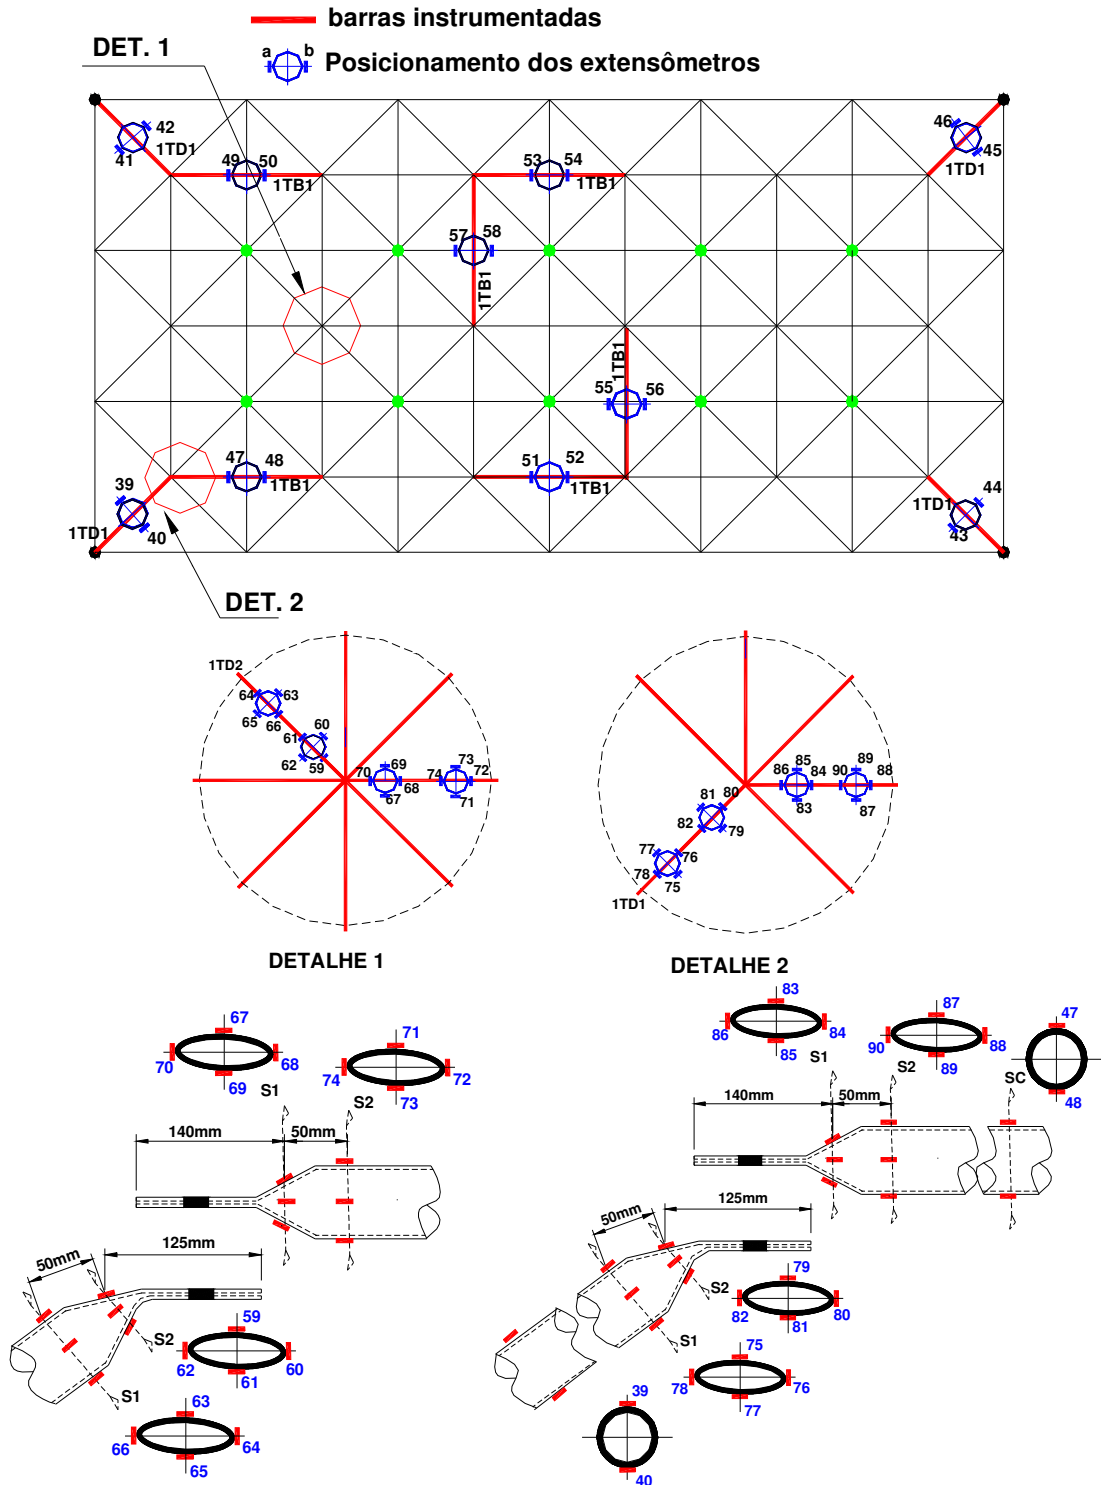 barras instrumentadas
DET. 1
a b
Posicionamento dos extensômetros
42
1TD1
41
49 50
1TB1
53 54
1TB1
46
45
1TD1
57 58
1TB1
1TB1
55 56
47 48
1TB1
51 52
1TB1
39
1TD1
40
44
1TD1
43
DET. 2
1TD2
64 63
65 66
61 60
62 59
70 69
68
67
74 73
72
71
81 80
82 79
77 76
78 75
1TD1
86 85 84
83
90 89 88
87
DETALHE 1
DETALHE 2
67
70 68
69
S1
71
74 72
73
S2
140mm
50mm
125mm
50mm
S2
S1
59
62 60
61
63
66 64
65
83
86 84
85
S1
87
90 88
89
S2
47
SC
48
140mm
50mm
125mm
50mm
S2
S1
79
82 80
81
75
78 76
77
39
40